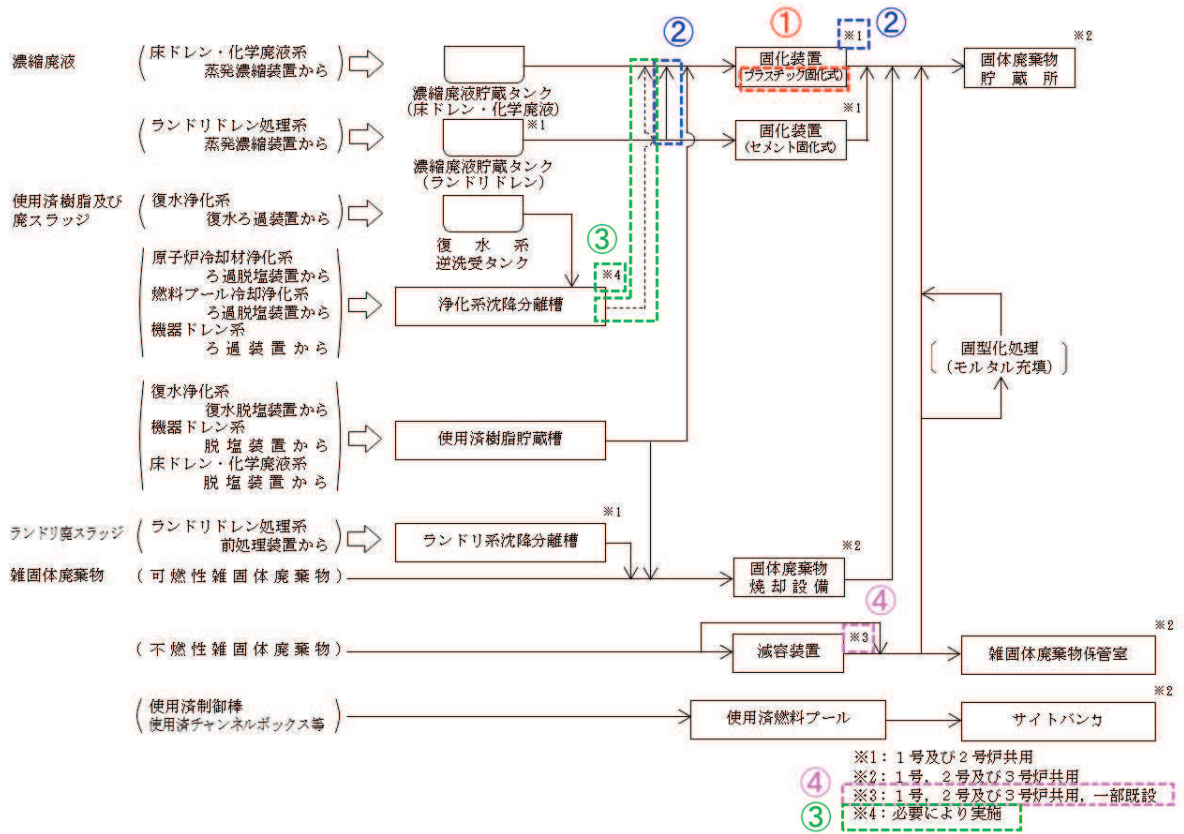 ①
②
②
濃縮廃液
(床ドレン・化学廃液系
蒸発濃縮装置から)
濃縮廃液貯蔵タンク
(床ドレン・化学廃液)
固化装置
(プラスチック固化式)
※1
固体廃棄物
貯蔵所
※2
(ランドリドレン処理系
蒸発濃縮装置から)
※1
濃縮廃液貯蔵タンク
(ランドリドレン)
※1
固化装置
(セメント固化式)
使用済樹脂及び
廃スラッジ
(復水浄化系
復水ろ過装置から)
復水系
逆洗受タンク
③
※4
(原子炉冷却材浄化系
ろ過脱塩装置から
燃料プール冷却浄化系
ろ過脱塩装置から
機器ドレン系
ろ過装置から)
浄化系沈降分離槽
〔固型化処理
(モルタル充填)〕
(復水浄化系
復水脱塩装置から
機器ドレン系
脱塩装置から
床ドレン・化学廃液系
脱塩装置から)
使用済樹脂貯蔵槽
ランドリ廃スラッジ
(ランドリドレン処理系
前処理装置から)
※1
ランドリ系沈降分離槽
雑固体廃棄物
(可燃性雑固体廃棄物)
※2
固体廃棄物
焼却設備
④
(不燃性雑固体廃棄物)
減容装置
※3
※2
雑固体廃棄物保管室
(使用済制御棒
使用済チャンネルボックス等)
使用済燃料プール
※2
サイトバンカ
※1：1号及び2号炉共用
※2：1号，2号及び3号炉共用
④
※3：1号，2号及び3号炉共用，一部既設
③
※4：必要により実施